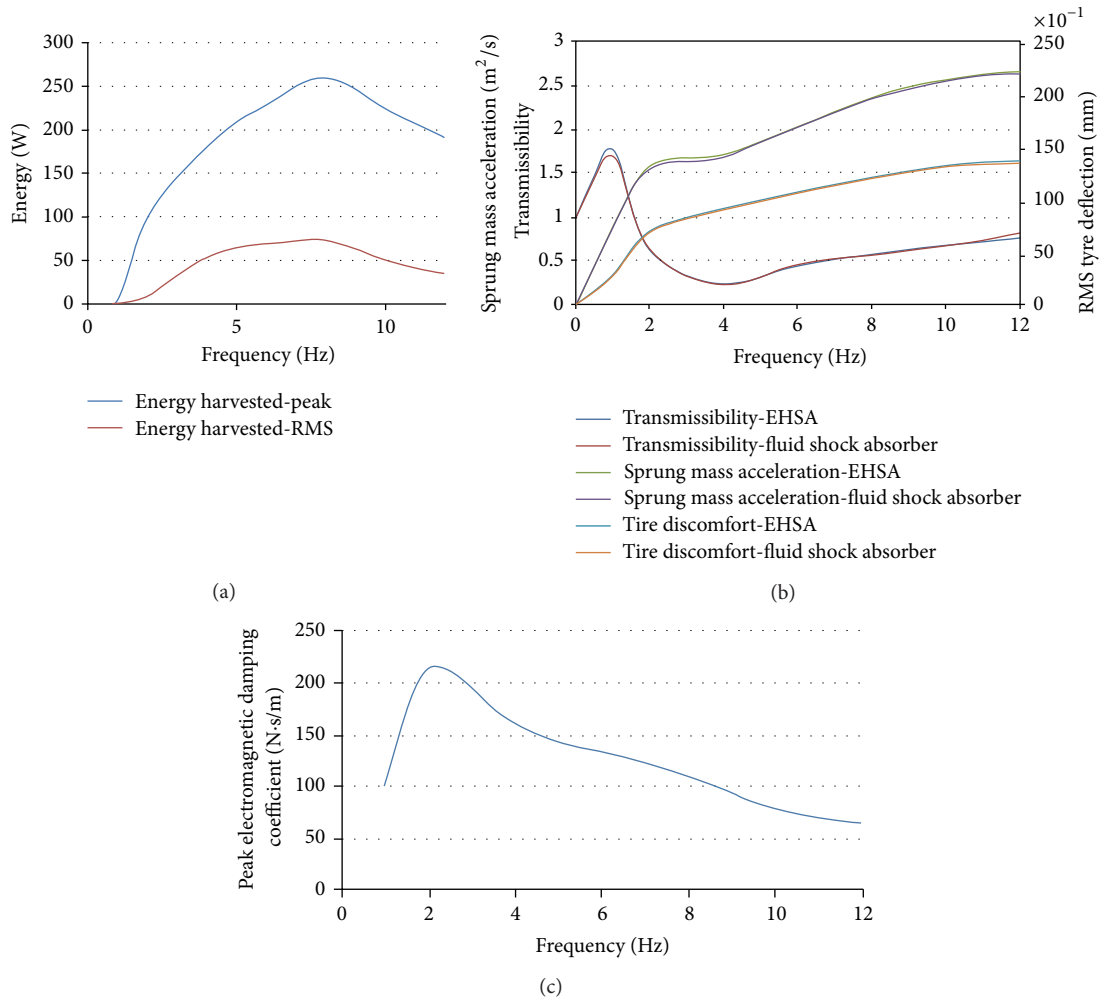 300
250
200
150
100
50
0
Energy (W)
0
5
10
Frequency (Hz)
Energy harvested-peak
Energy harvested-RMS
(a)
Sprung mass acceleration (m²/s)
Transmissibility
3
2.5
2
1.5
1
0.5
0
×10⁻¹
250
200
150
100
50
0
RMS tyre deflection (mm)
0
2
4
6
8
10
12
Frequency (Hz)
Transmissibility-EHSA
Transmissibility-fluid shock absorber
Sprung mass acceleration-EHSA
Sprung mass acceleration-fluid shock absorber
Tire discomfort-EHSA
Tire discomfort-fluid shock absorber
(b)
Peak electromagnetic damping
coefficient (N·s/m)
250
200
150
100
50
0
0
2
4
6
8
10
12
Frequency (Hz)
(c)